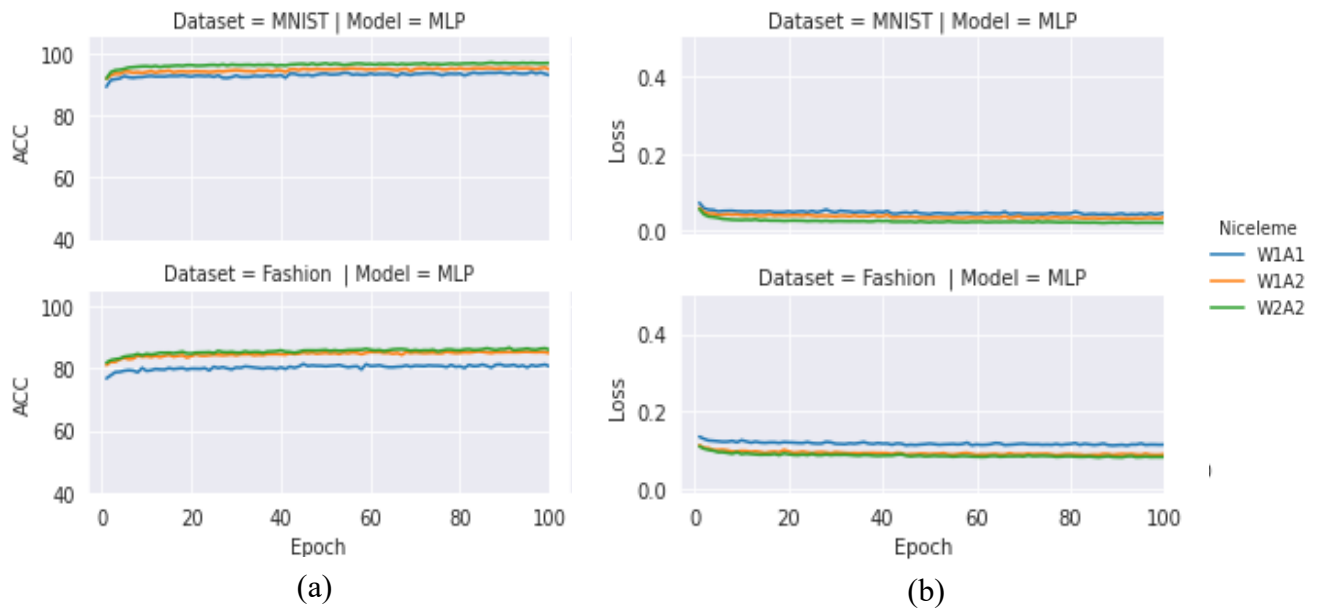 Dataset = MNIST | Model = MLP
100
80
60
40
ACC
Dataset = Fashion | Model = MLP
100
80
60
40
ACC
0 20 40 60 80 100
Epoch
(a)
Dataset = MNIST | Model = MLP
0.4
0.2
0.0
Loss
Dataset = Fashion | Model = MLP
0.4
0.2
0.0
Loss
0 20 40 60 80 100
Epoch
(b)
Niceleme
W1A1
W1A2
W2A2